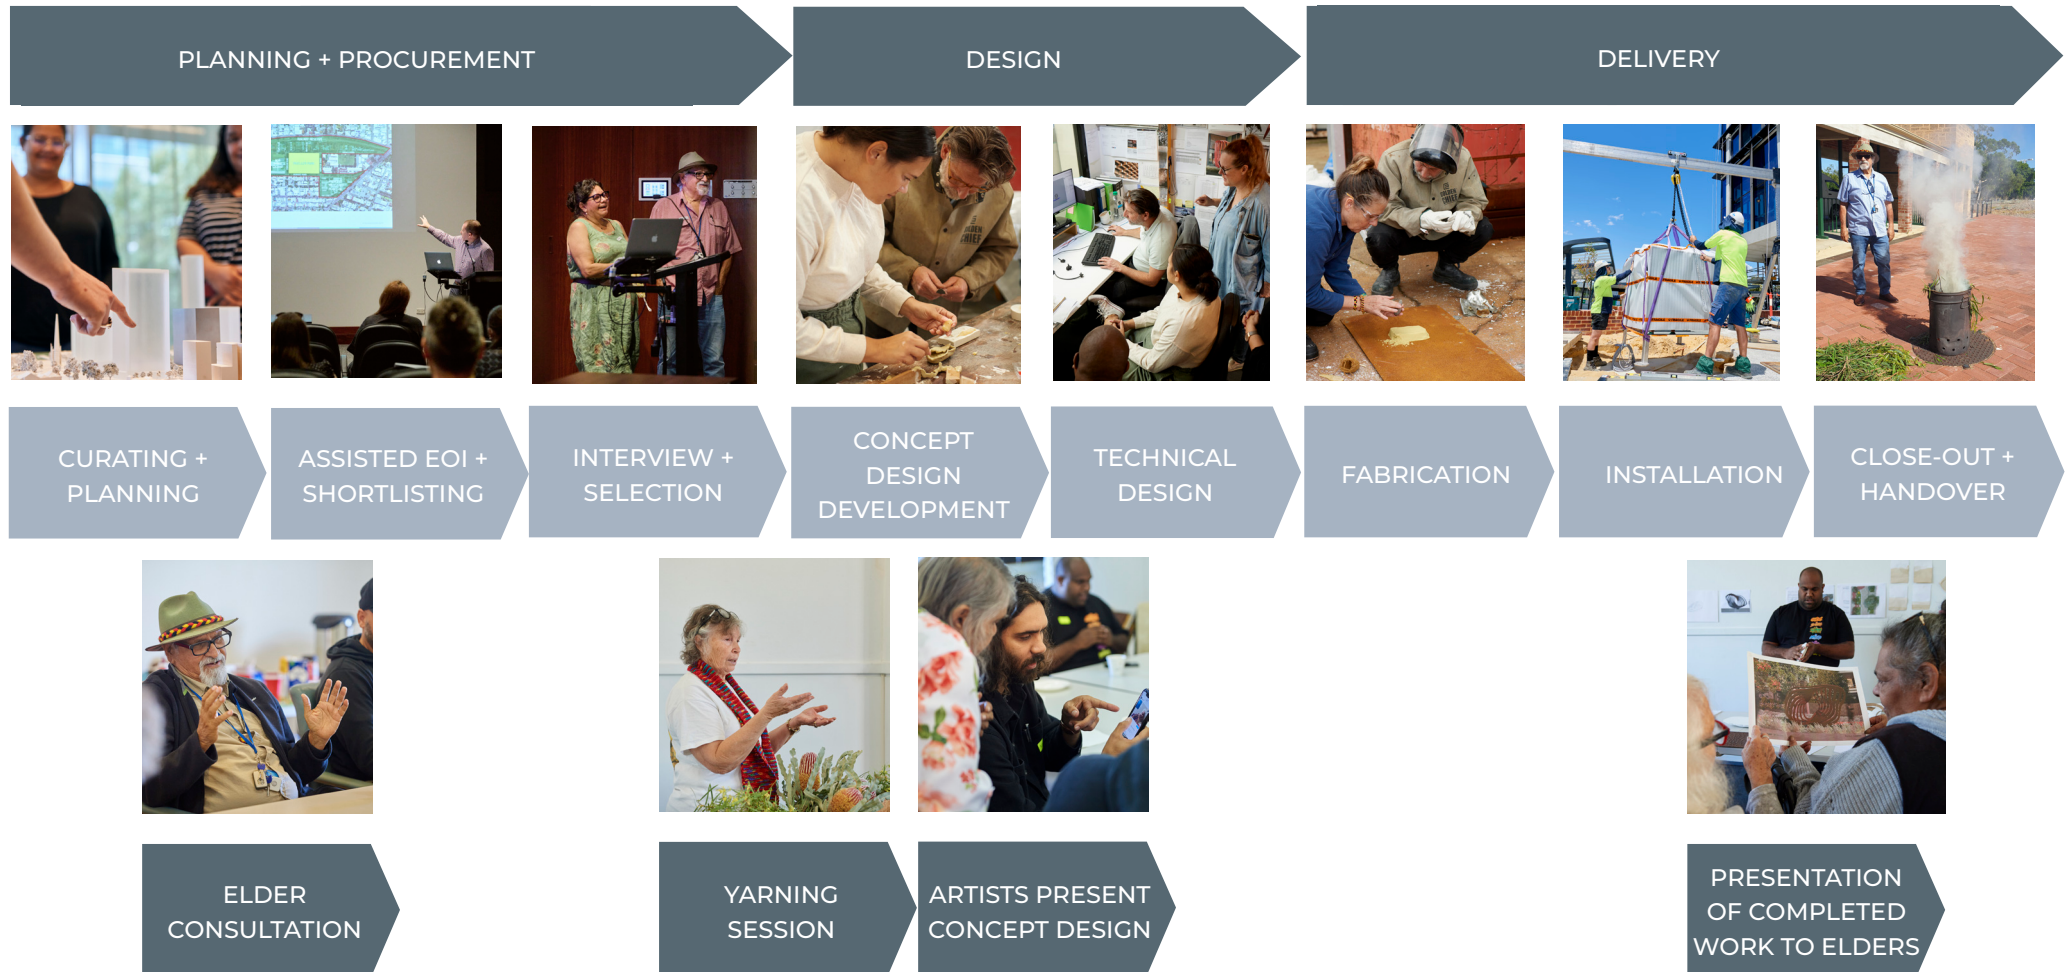 PLANNING + PROCUREMENT
DESIGN
DELIVERY
CURATING +
PLANNING
ASSISTED EOI +
SHORTLISTING
INTERVIEW +
SELECTION
CONCEPT
DESIGN
DEVELOPMENT
TECHNICAL
DESIGN
FABRICATION
INSTALLATION
CLOSE-OUT +
HANDOVER
ELDER
CONSULTATION
YARNING
SESSION
ARTISTS PRESENT
CONCEPT DESIGN
PRESENTATION
OF COMPLETED
WORK TO ELDERS